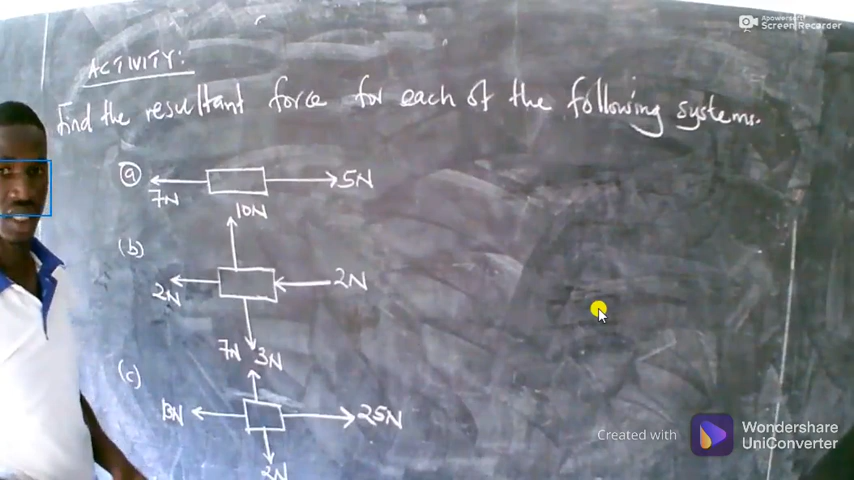 Apowersoft
Screen Recorder
ACTIVITY:
Find the resultant force for each of the following systems.
(a) 7N 5N
10N
(b) 2N 2N
7N 3N
(c) 13N 25N
2N
Created with Wondershare UniConverter